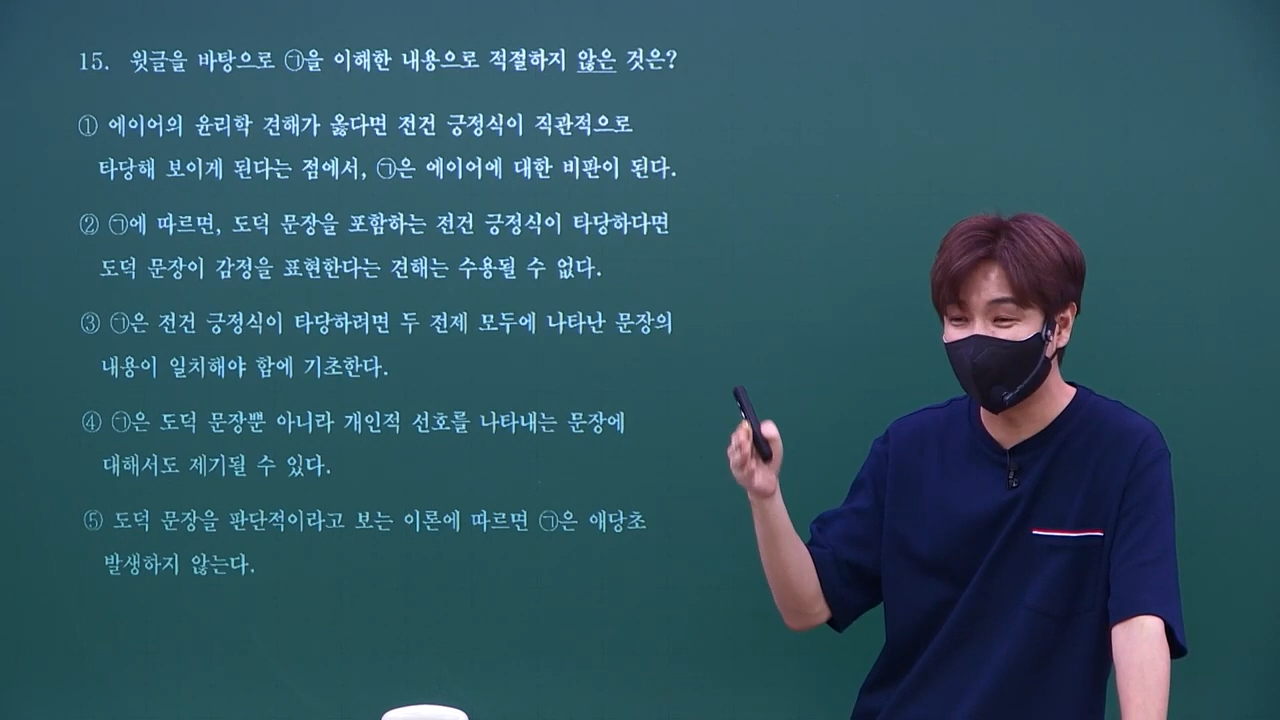 15. 윗글을 바탕으로 ㉠을 이해한 내용으로 적절하지 않은 것은?
① 에이어의 윤리학 견해가 옳다면 전건 긍정식이 직관적으로
타당해 보이게 된다는 점에서, ㉠은 에이어에 대한 비판이 된다.
② ㉠에 따르면, 도덕 문장을 포함하는 전건 긍정식이 타당하다면
도덕 문장이 감정을 표현한다는 견해는 수용될 수 없다.
③ ㉠은 전건 긍정식이 타당하려면 두 전제 모두에 나타난 문장의
내용이 일치해야 함에 기초한다.
④ ㉠은 도덕 문장뿐 아니라 개인적 선호를 나타내는 문장에
대해서도 제기될 수 있다.
⑤ 도덕 문장을 판단적이라고 보는 이론에 따르면 ㉠은 애당초
발생하지 않는다.